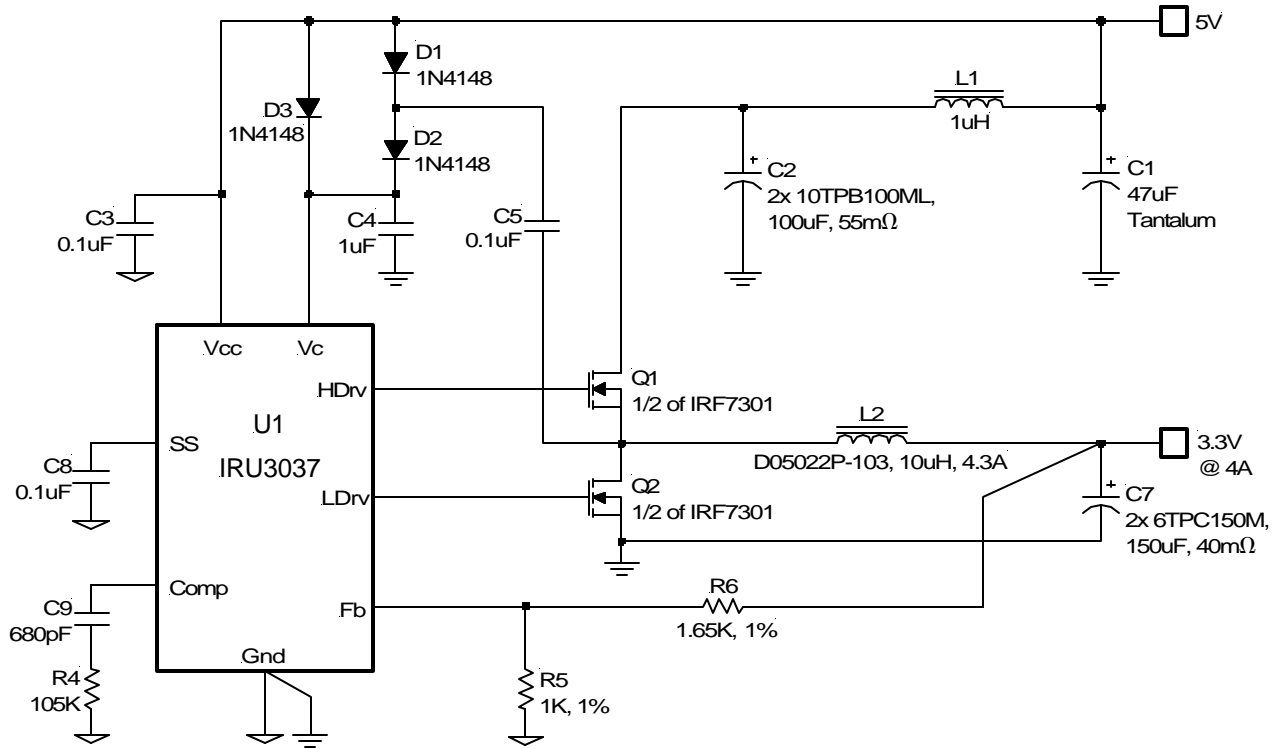 5V
D1
1N4148
L1
D3
1N4148
1uH
D2
1N4148
C2
2x 10TPB100ML,
100uF, 55mΩ
C1
47uF
Tantalum
C3
0.1uF
C4
1uF
C5
0.1uF
Vcc
Vc
HDrv
Q1
1/2 of IRF7301
U1
IRU3037
SS
L2
D05022P-103, 10uH, 4.3A
3.3V
@ 4A
C8
0.1uF
LDrv
Q2
1/2 of IRF7301
C7
2x 6TPC150M,
150uF, 40mΩ
Comp
C9
680pF
Fb
R6
1.65K, 1%
Gnd
R4
105K
R5
1K, 1%
+
+
+